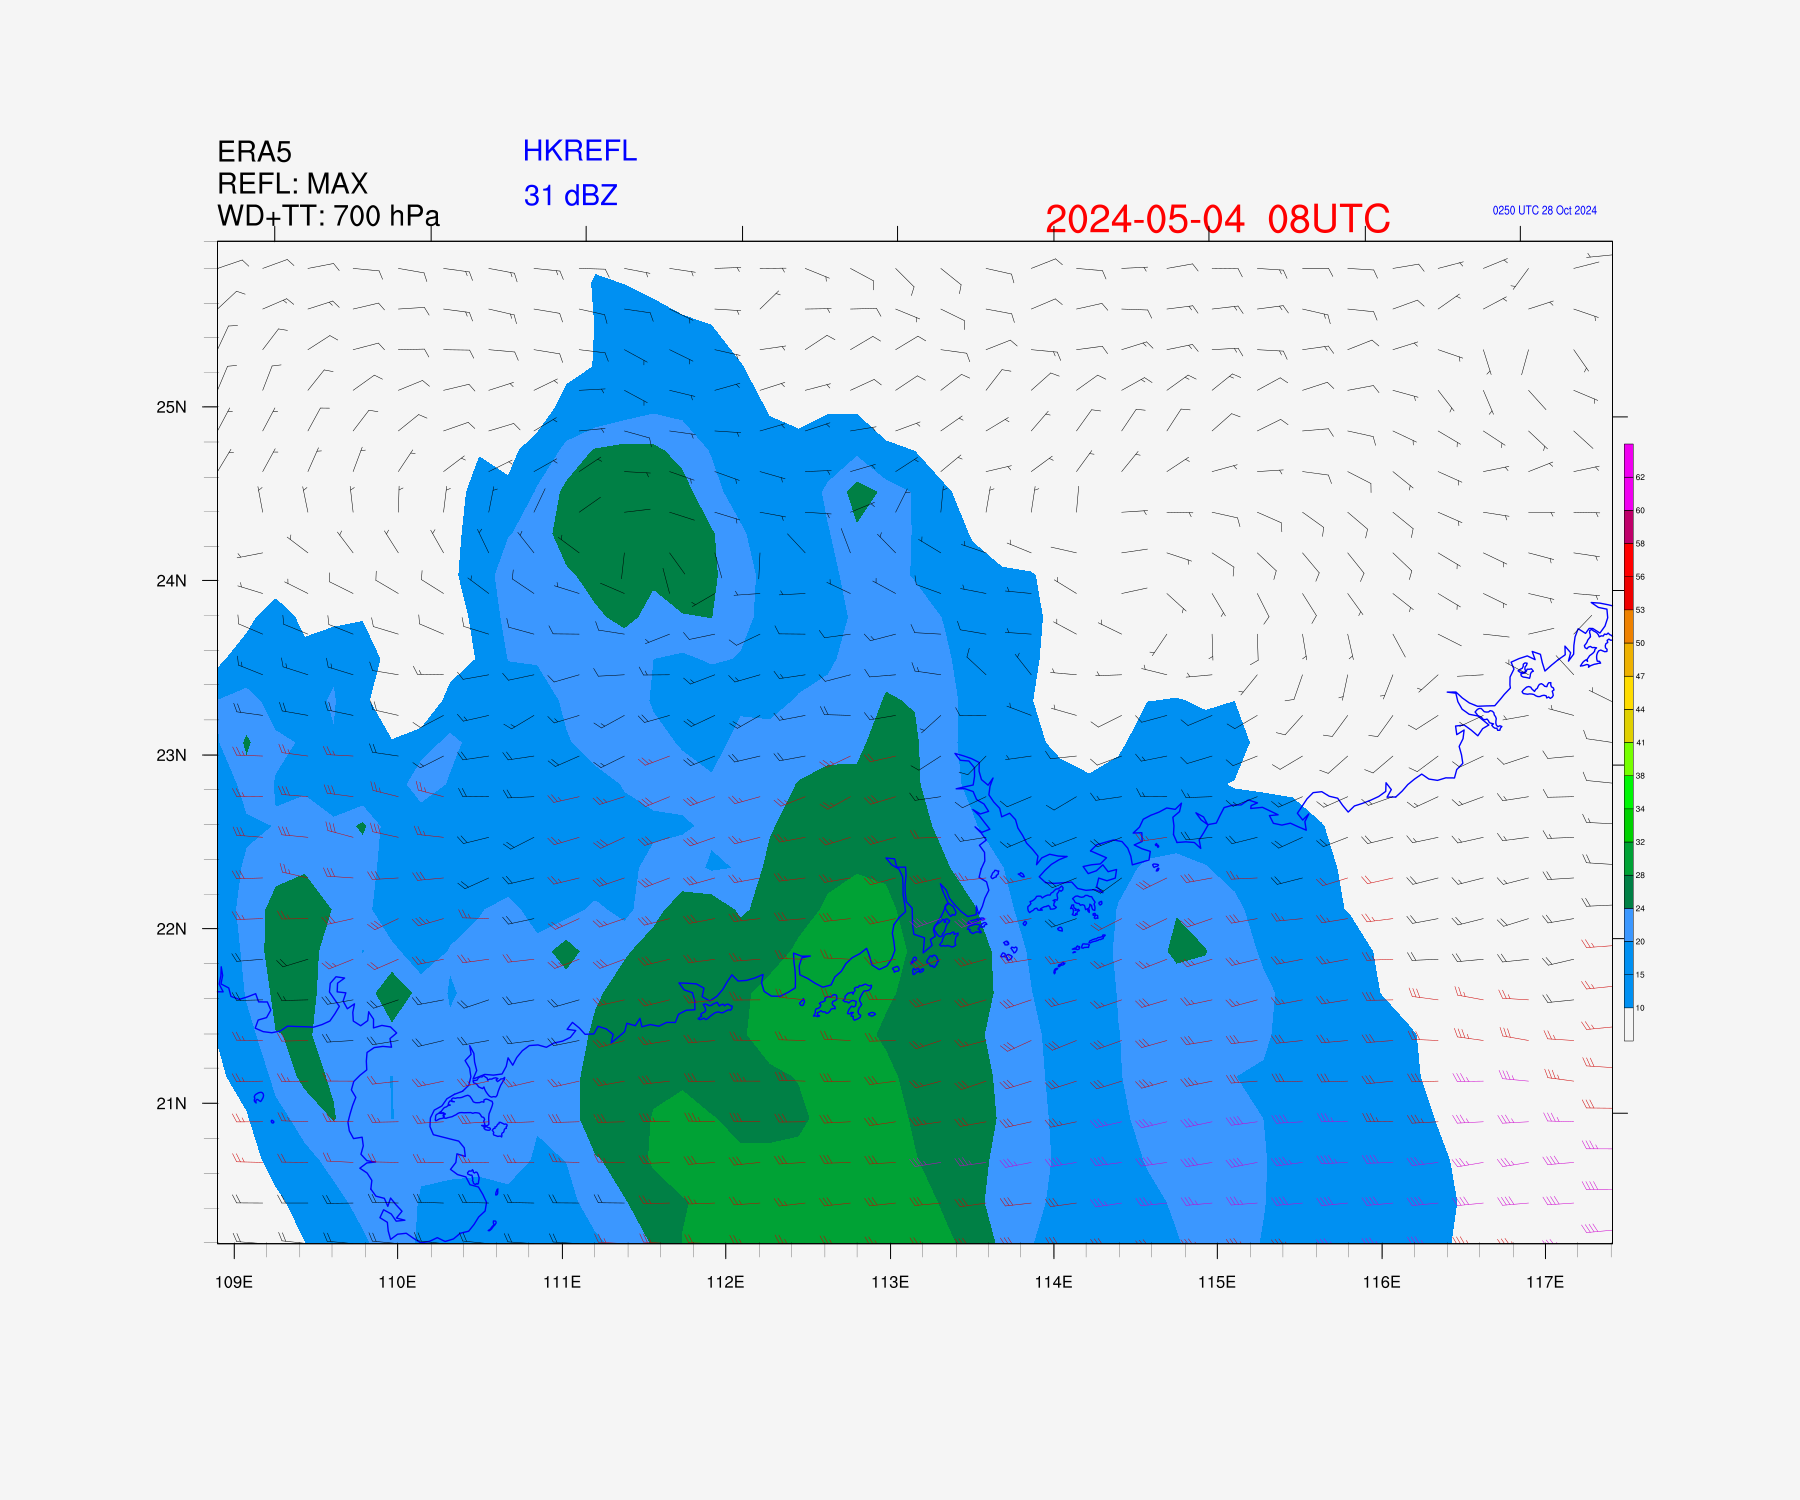 ERA5
HKREFL
REFL: MAX
31 dBZ
WD+TT: 700 hPa
2024-05-04 08UTC
0250 UTC 28 Oct 2024
25N
24N
23N
22N
21N
62
60
58
56
53
50
47
44
41
38
34
32
28
24
20
15
10
109E
110E
111E
112E
113E
114E
115E
116E
117E